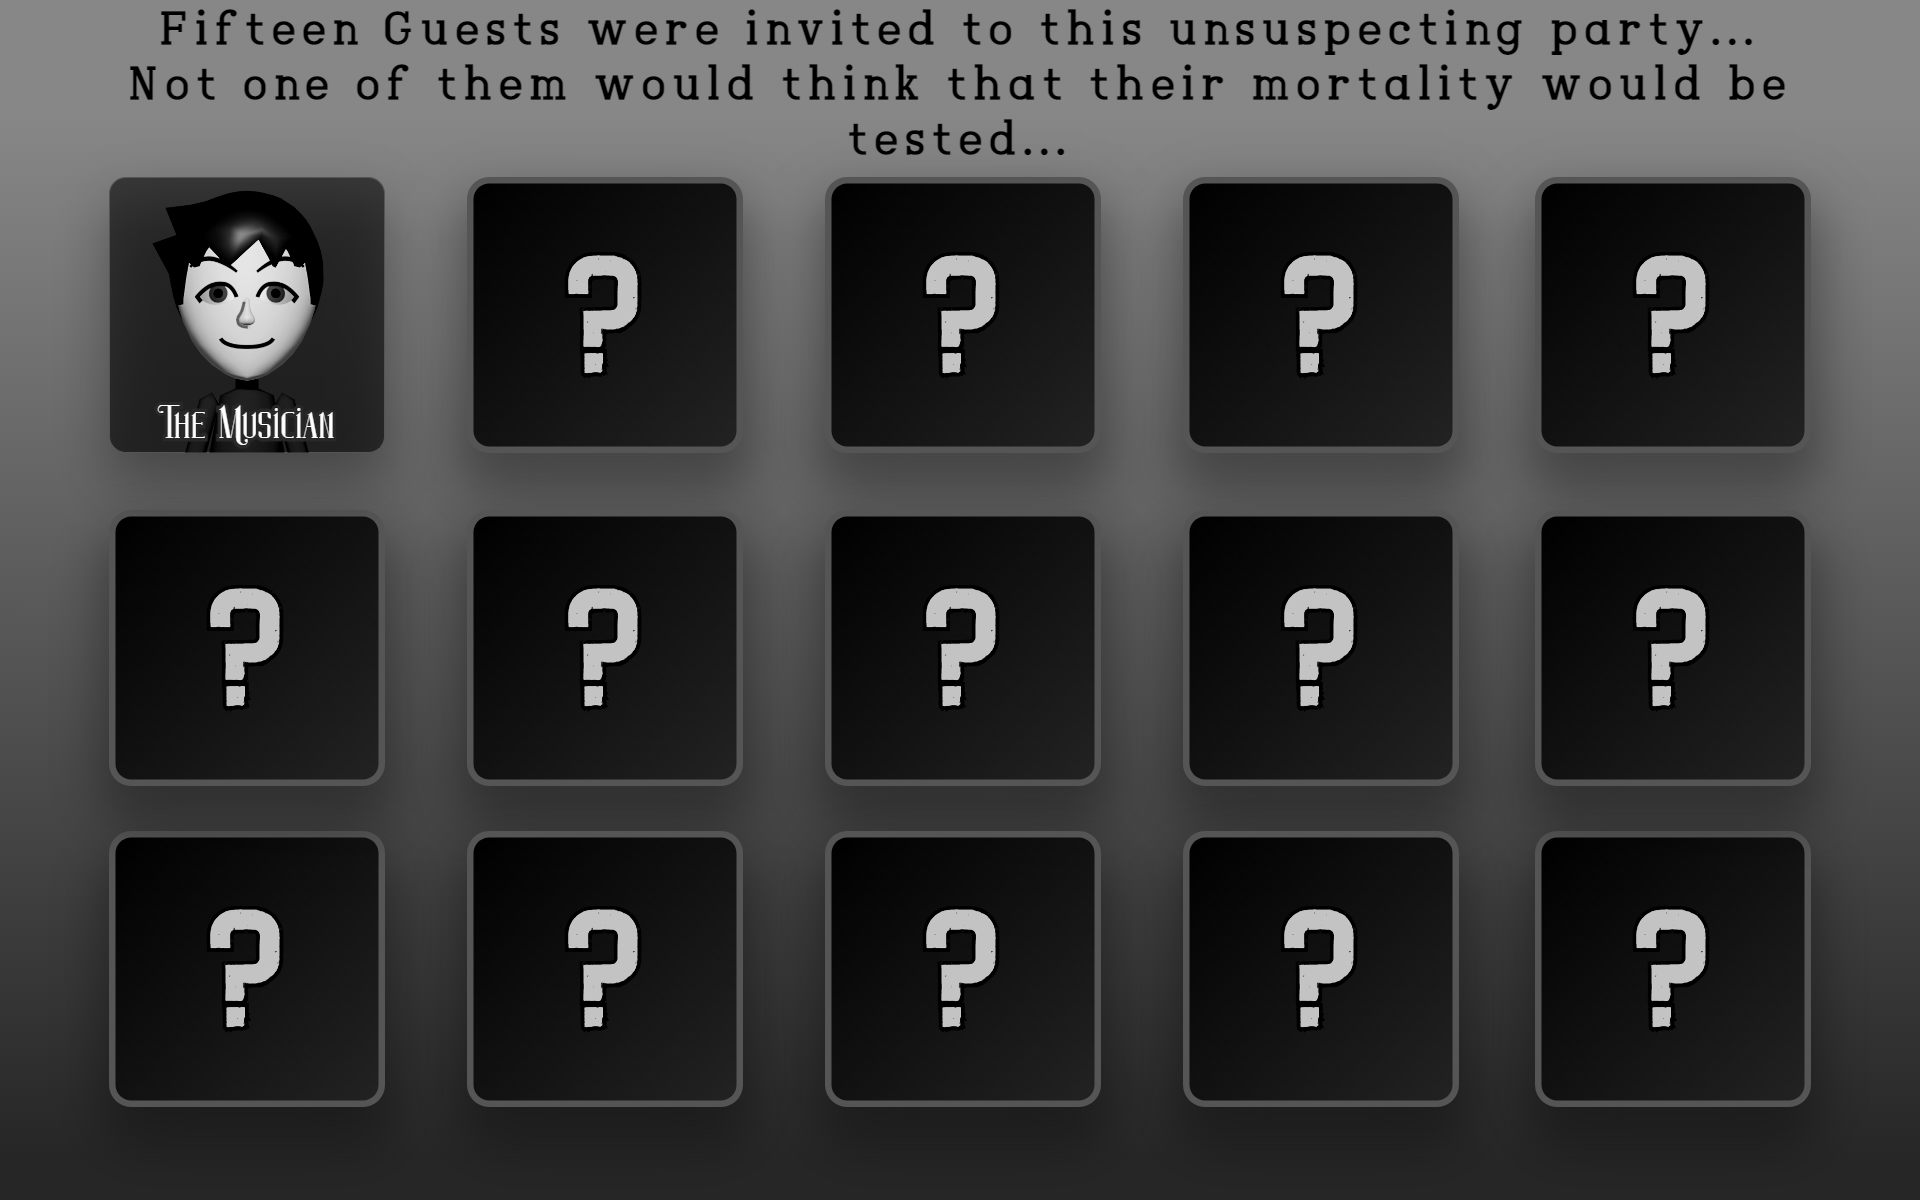 Fifteen Guests were invited to this unsuspecting party...
Not one of them would think that their mortality would be
tested...
The Musician
? ? ? ?
? ? ? ? ?
? ? ? ? ?